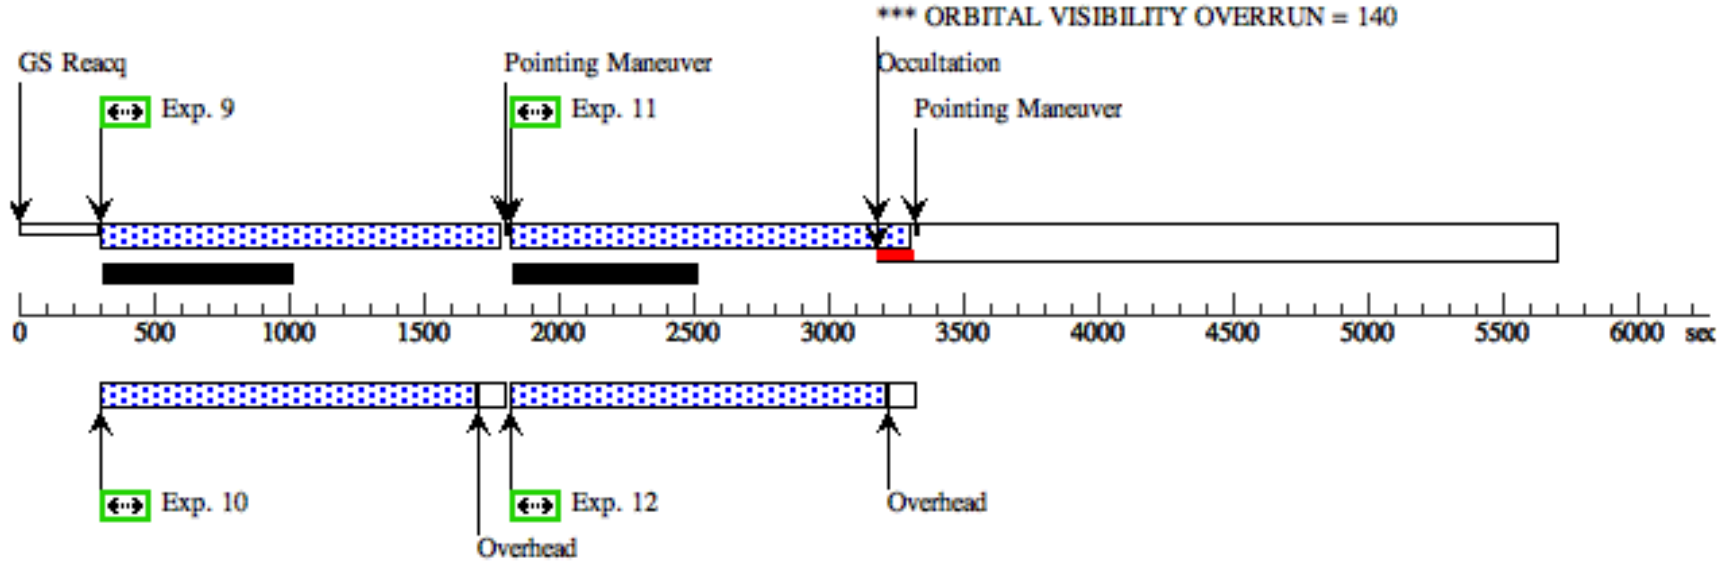 *** ORBITAL VISIBILITY OVERRUN = 140
GS Reacq
Pointing Maneuver
Occultation
Exp. 9
Exp. 11
Pointing Maneuver
0 500 1000 1500 2000 2500 3000 3500 4000 4500 5000 5500 6000 sec
Exp. 10
Exp. 12
Overhead
Overhead